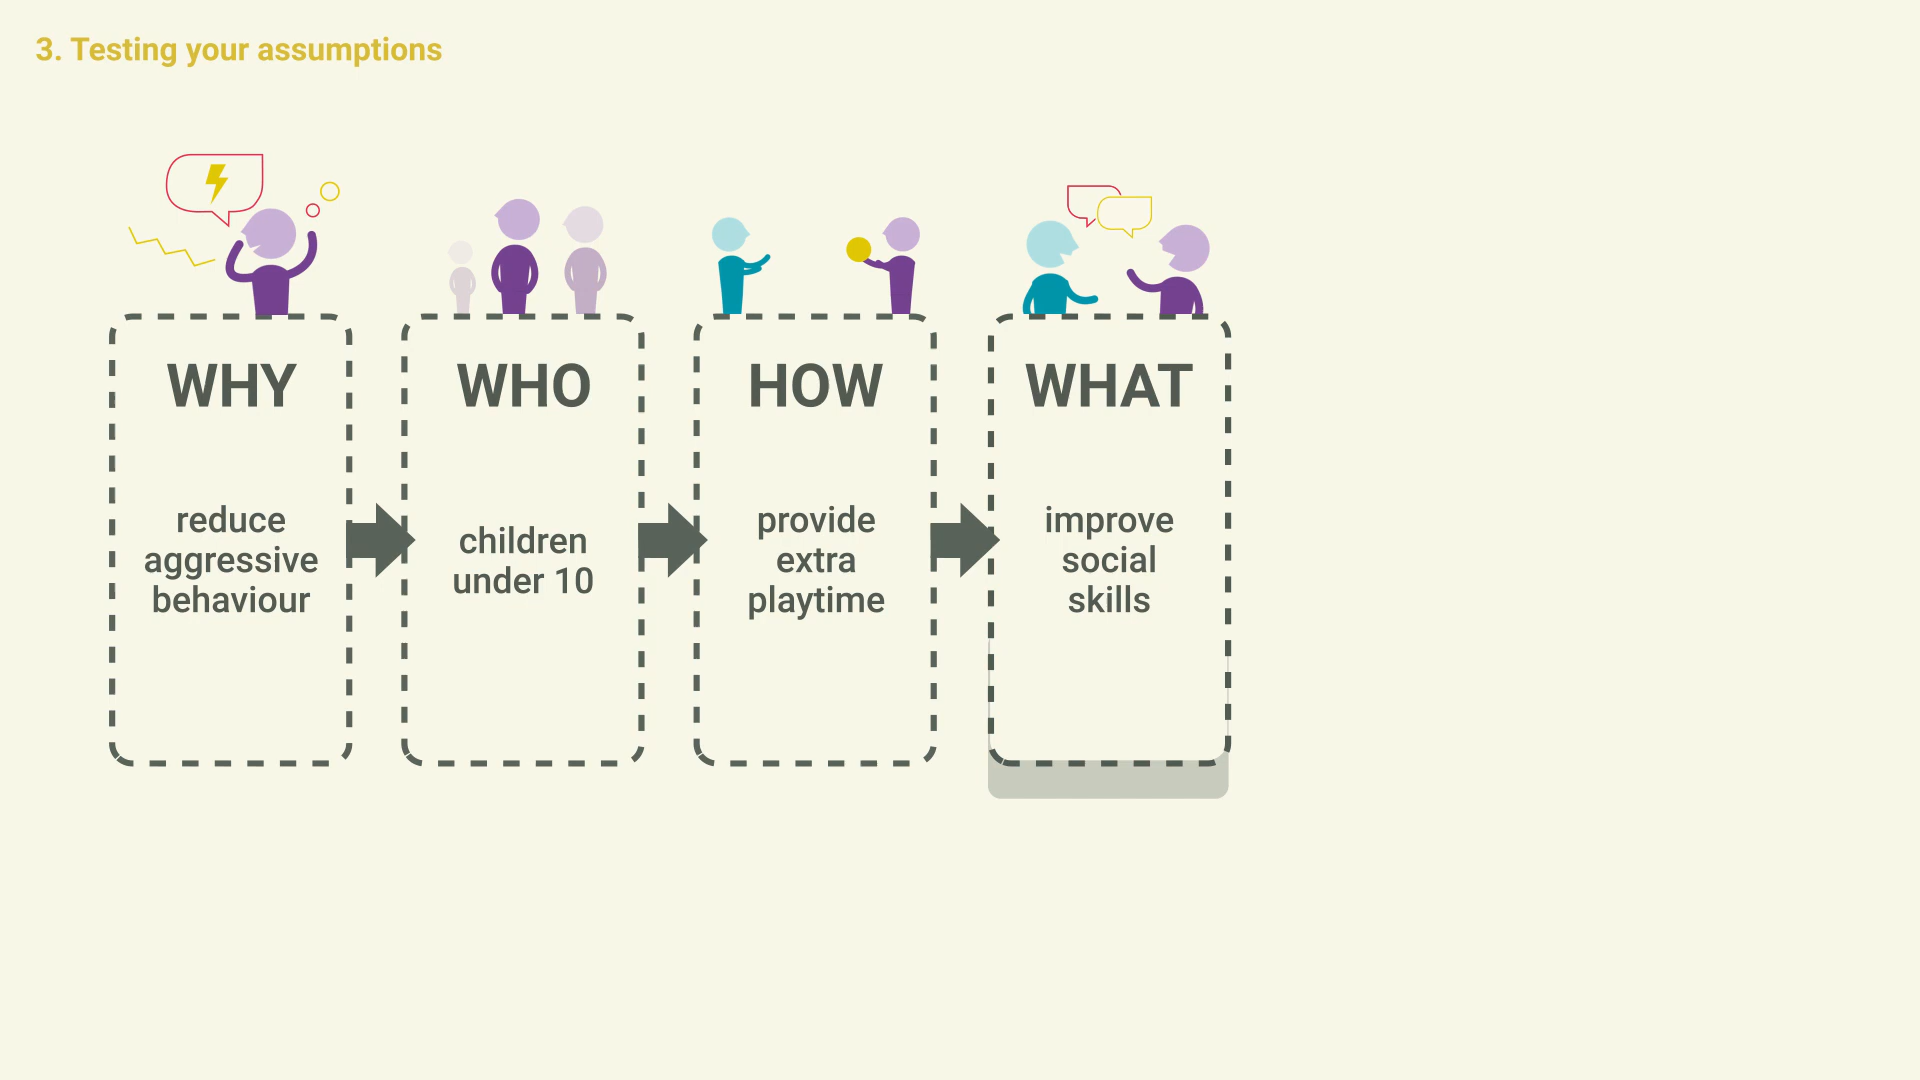 3. Testing your assumptions
WHY
reduce
aggressive
behaviour
WHO
children
under 10
HOW
provide
extra
playtime
WHAT
improve
social
skills